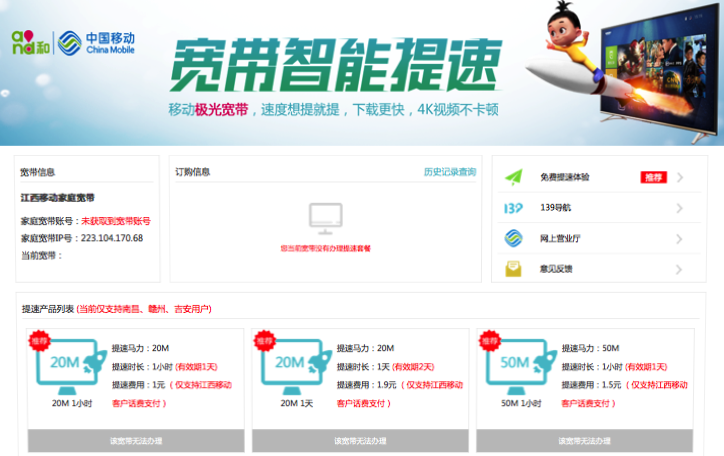 and和
中国移动
China Mobile
宽带智能提速
移动极光宽带，速度想提就提，下载更快，4K视频不卡顿
宽带信息
江西移动家庭宽带
家庭宽带账号：未获取到宽带账号
家庭宽带IP号：223.104.170.68
当前宽带：
订购信息
历史记录查询
您当前宽带没有办理提速套餐
免费提速体验
推荐
139
139导航
网上营业厅
意见反馈
提速产品列表 (当前仅支持南昌、赣州、吉安用户)
推荐
20M
20M 1小时
提速马力：20M
提速时长：1小时 (有效期1天)
提速费用：1元 ( 仅支持江西移动
客户话费支付 )
该宽带无法办理
推荐
20M
20M 1天
提速马力：20M
提速时长：1天 (有效期2天)
提速费用：1.9元 ( 仅支持江西移动
客户话费支付 )
该宽带无法办理
推荐
50M
50M 1小时
提速马力：50M
提速时长：1小时 (有效期1天)
提速费用：1.5元 ( 仅支持江西移动
客户话费支付 )
该宽带无法办理